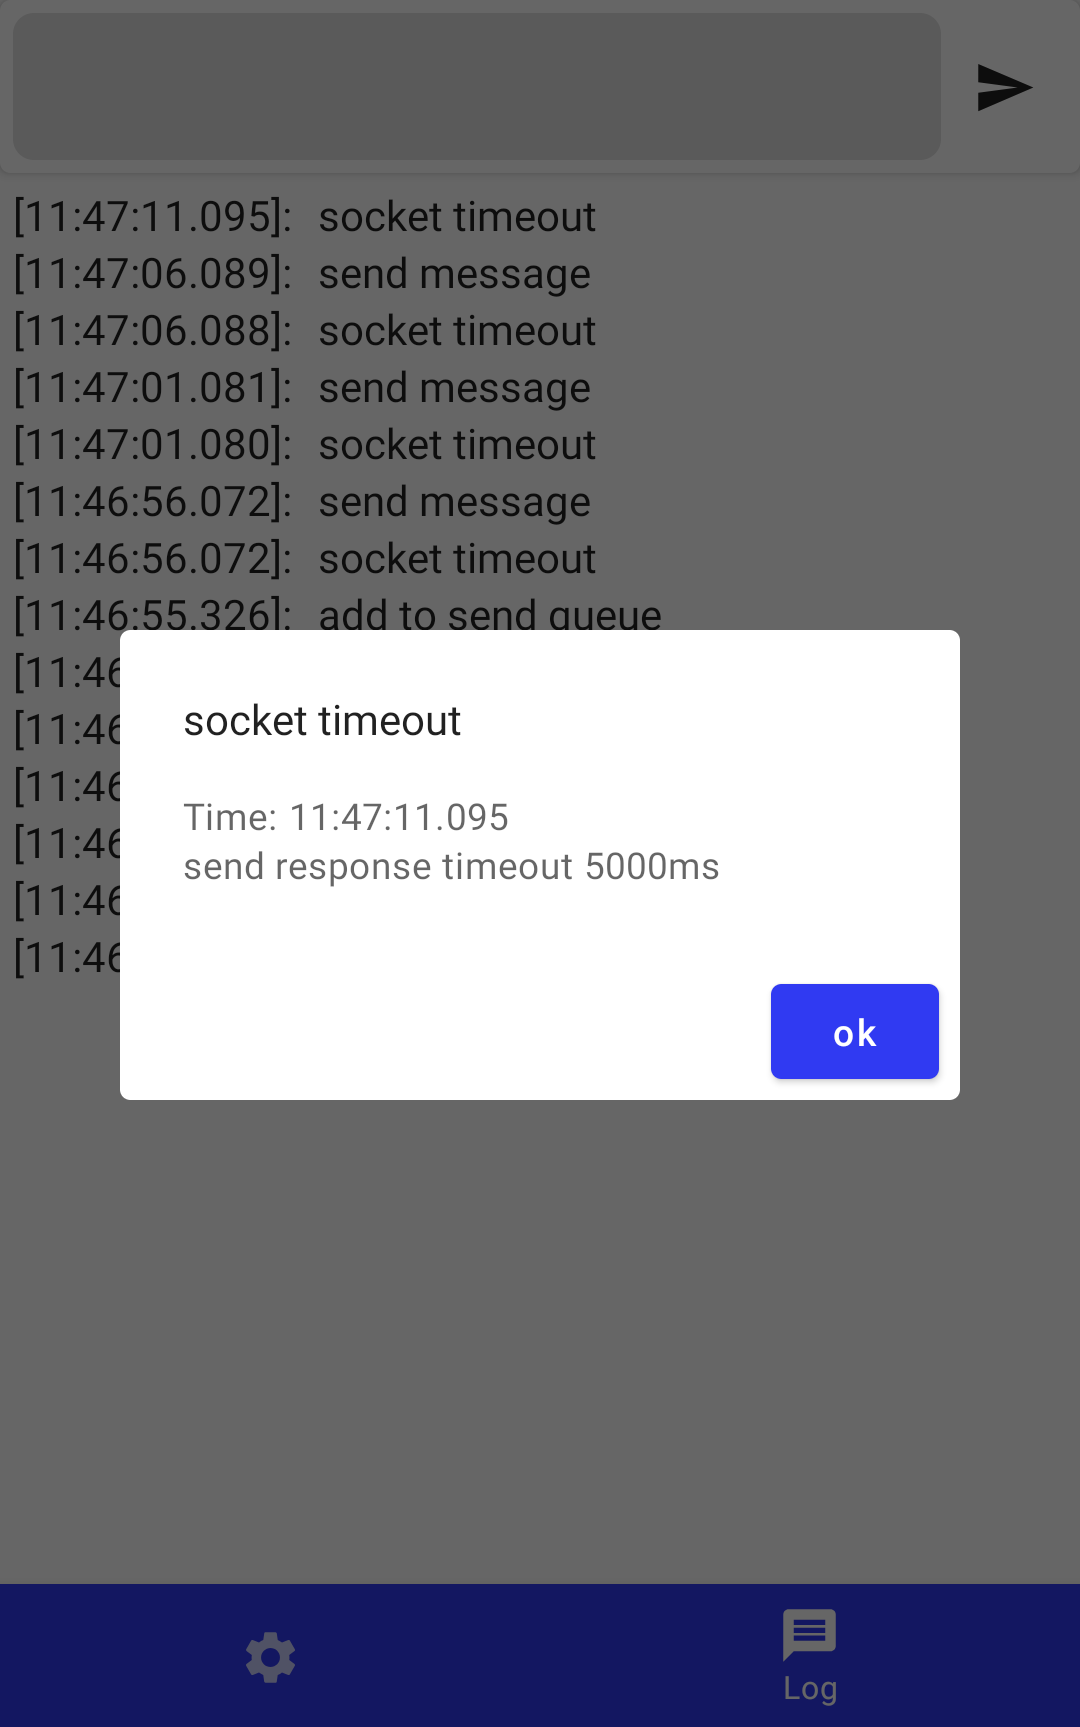 [11:47:11.095]: socket timeout
[11:47:06.089]: send message
[11:47:06.088]: socket timeout
[11:47:01.081]: send message
[11:47:01.080]: socket timeout
[11:46:56.072]: send message
[11:46:56.072]: socket timeout
[11:46:55.326]: add to send queue
[11:46
[11:46
[11:46
[11:46
[11:46
[11:46
socket timeout
Time: 11:47:11.095
send response timeout 5000ms
ok
Log